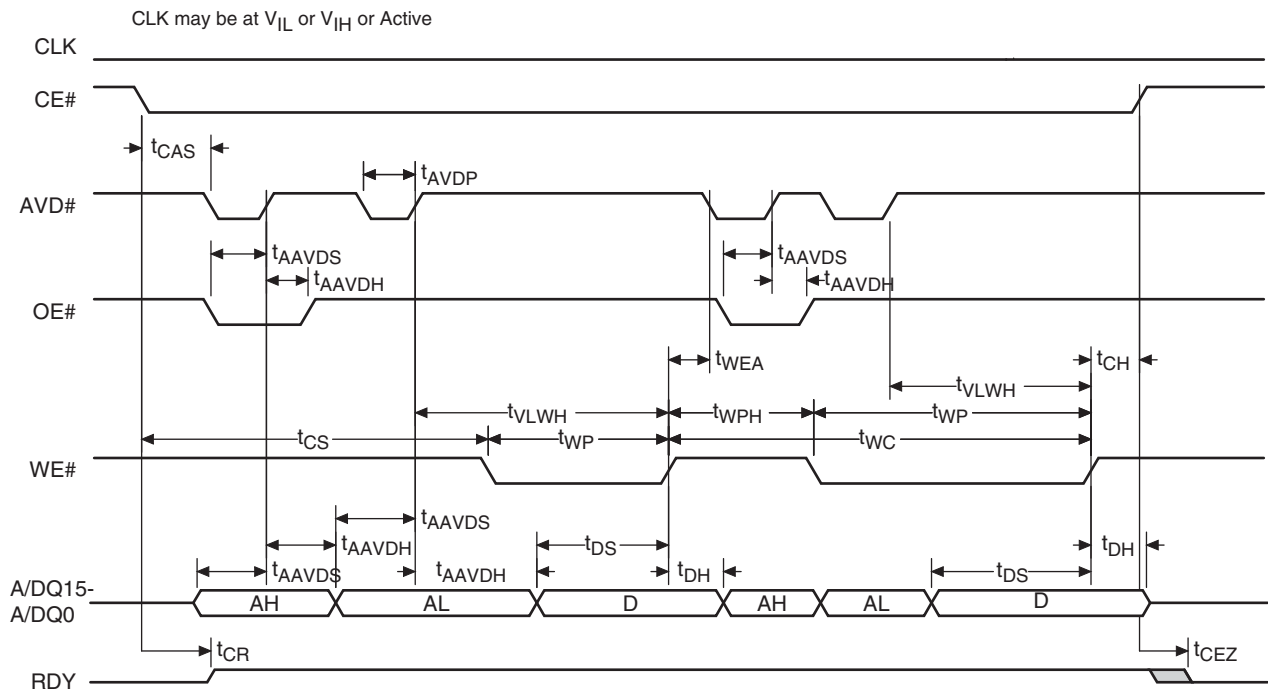 CLK may be at VIL or VIH or Active
CLK
CE#
tCAS
tAVDP
AVD#
tAAVDS
tAAVDS
tAAVDH
tAAVDH
OE#
tWEA
tCH
tVLWH
tVLWH
tWPH
tWP
tCS
tWP
tWC
WE#
tAAVDS
tAAVDH
tDS
tDH
tAAVDS
tAAVDH
tDH
tDS
A/DQ15-
A/DQ0
AH
AL
D
AH
AL
D
tCR
tCEZ
RDY